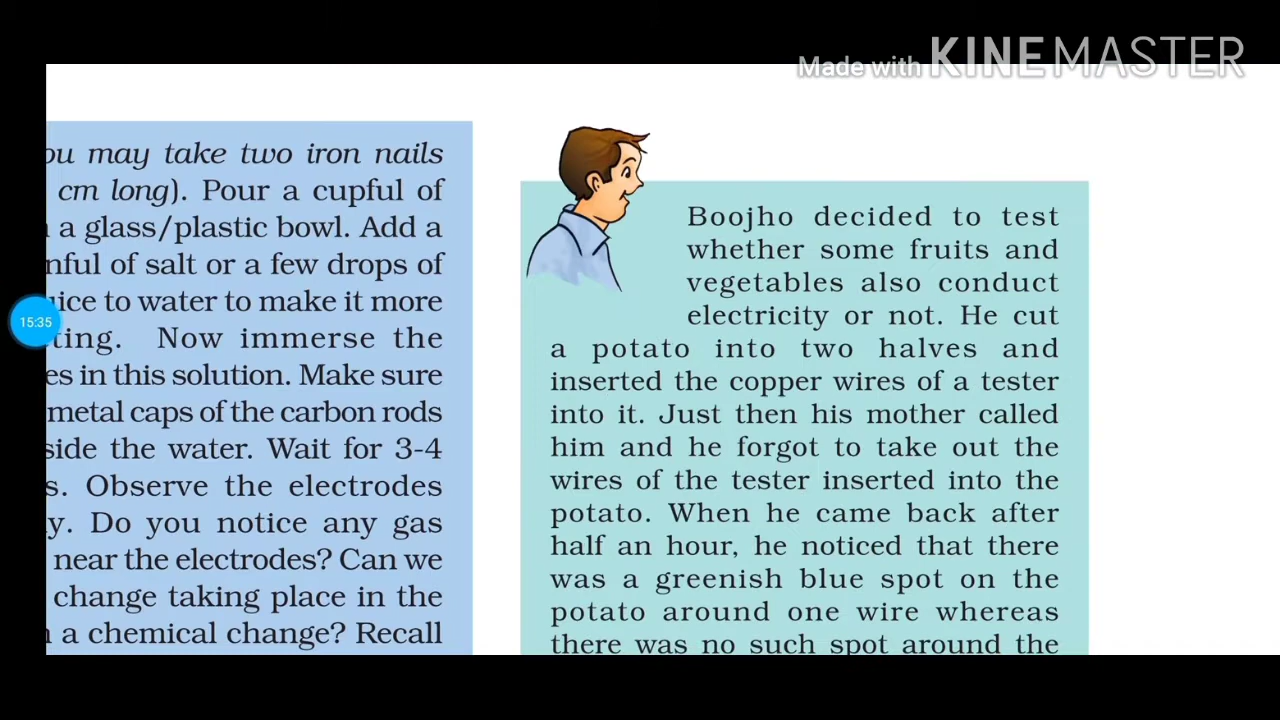 Made with KINEMASTER
ou may take two iron nails
cm long). Pour a cupful of
a glass/plastic bowl. Add a
nful of salt or a few drops of
uice to water to make it more
ting. Now immerse the
es in this solution. Make sure
metal caps of the carbon rods
side the water. Wait for 3-4
s. Observe the electrodes
y. Do you notice any gas
near the electrodes? Can we
change taking place in the
a chemical change? Recall
15:35
Boojho decided to test
whether some fruits and
vegetables also conduct
electricity or not. He cut
a potato into two halves and
inserted the copper wires of a tester
into it. Just then his mother called
him and he forgot to take out the
wires of the tester inserted into the
potato. When he came back after
half an hour, he noticed that there
was a greenish blue spot on the
potato around one wire whereas
there was no such spot around the